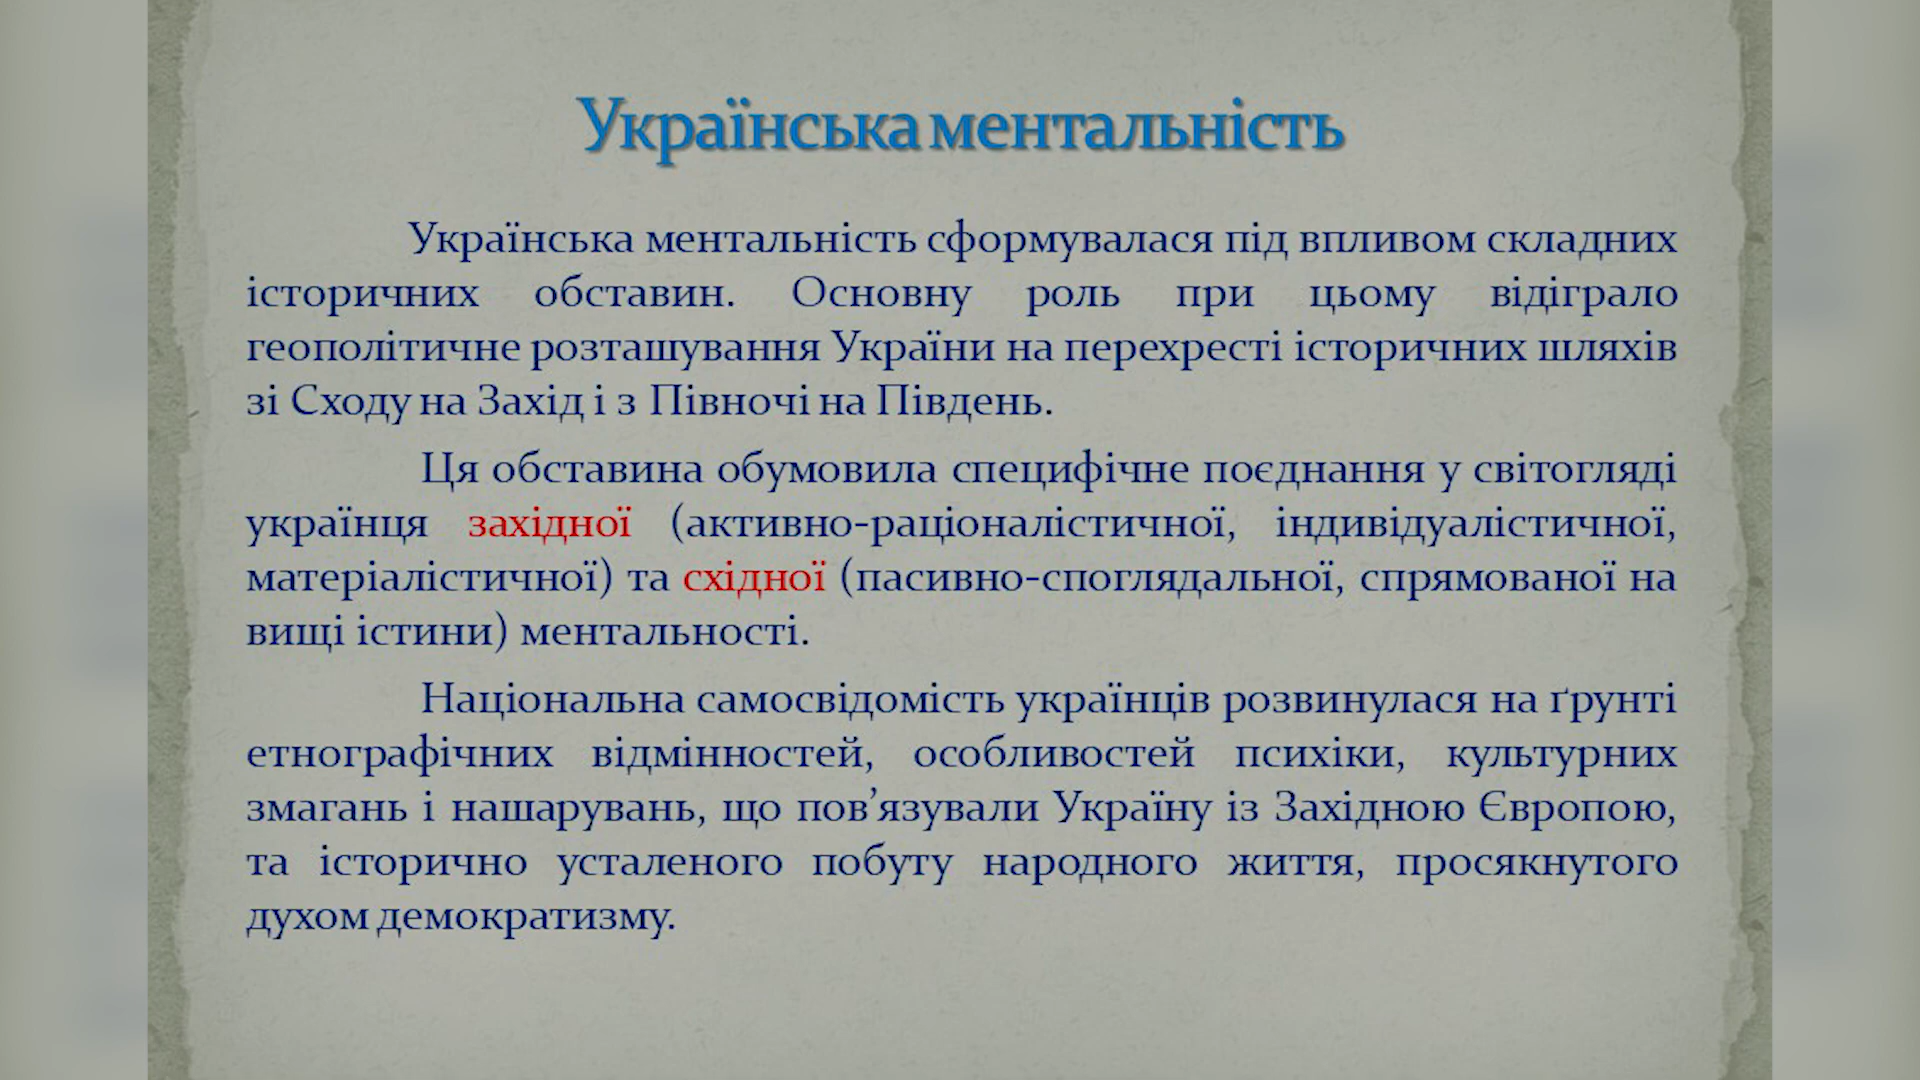 Українська ментальність
Українська ментальність сформувалася під впливом складних
історичних обставин. Основну роль при цьому відіграло
геополітичне розташування України на перехресті історичних шляхів
зі Сходу на Захід і з Півночі на Південь.
Ця обставина обумовила специфічне поєднання у світогляді
українця західної (активно-раціоналістичної, індивідуалістичної,
матеріалістичної) та східної (пасивно-споглядальної, спрямованої на
вищі істини) ментальності.
Національна самосвідомість українців розвинулася на ґрунті
етнографічних відмінностей, особливостей психіки, культурних
змагань і нашарувань, що пов’язували Україну із Західною Європою,
та історично усталеного побуту народного життя, просякнутого
духом демократизму.